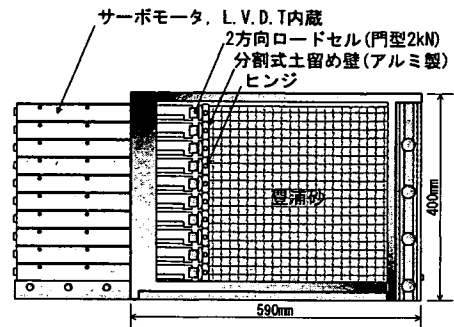 サーボモータ, L.V.D.T内蔵
2方向ロードセル(門型2kN)
分割式土留め壁(アルミ製)
ヒンジ
豊浦砂
400mm
590mm